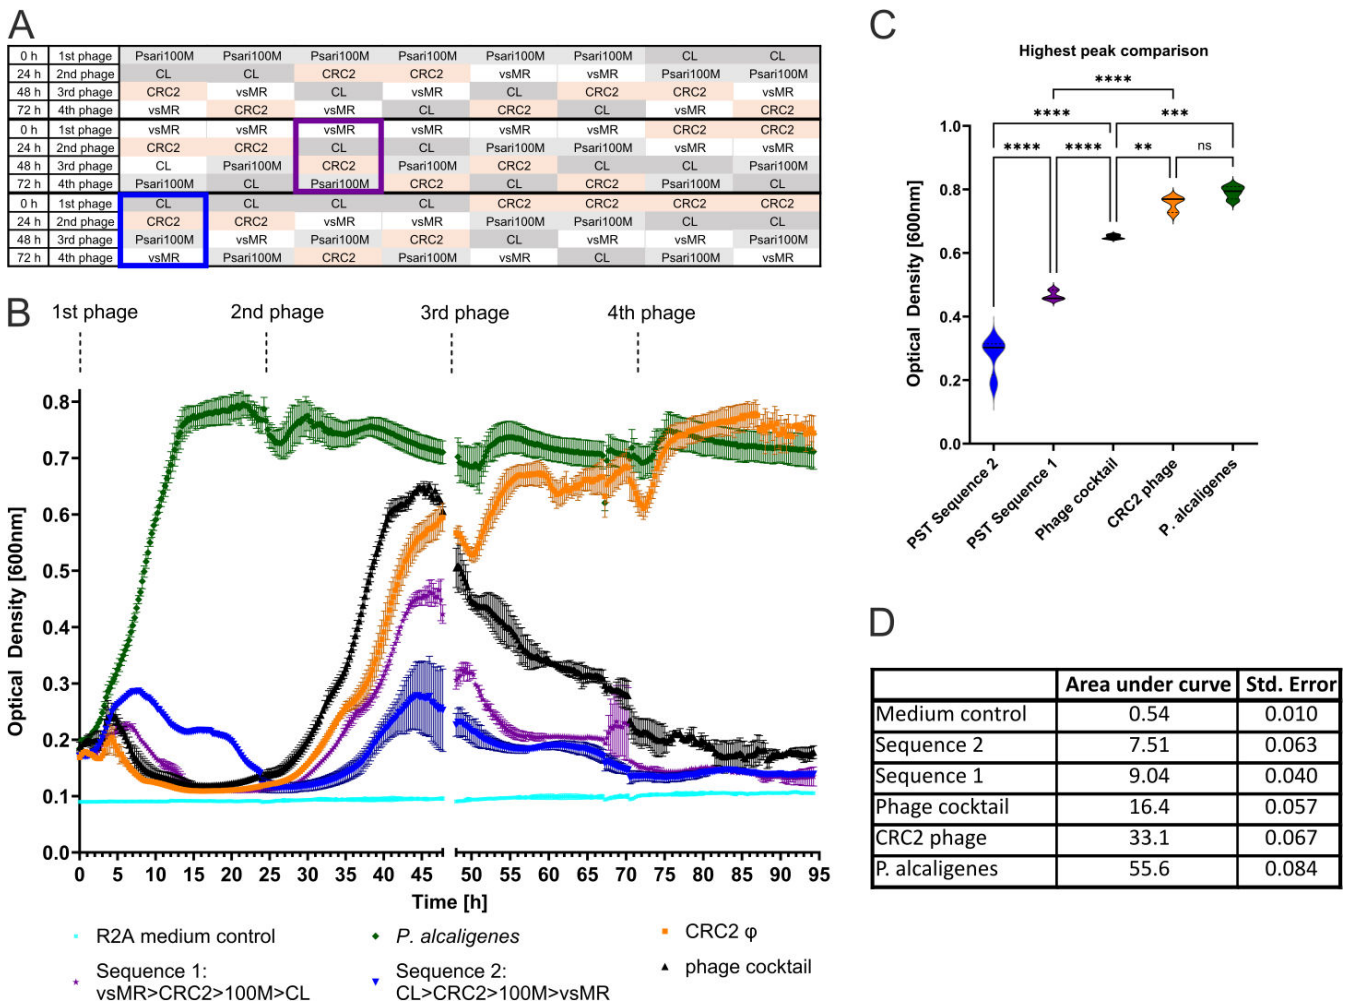 A
0 h 1st phage Psari100M Psari100M Psari100M Psari100M Psari100M Psari100M CL CL
24 h 2nd phage CL CL CRC2 CRC2 vsMR vsMR Psari100M Psari100M
48 h 3rd phage CRC2 vsMR CL vsMR CL CRC2 CRC2 vsMR
72 h 4th phage vsMR CRC2 vsMR CL CRC2 CL vsMR CRC2
0 h 1st phage vsMR vsMR vsMR vsMR vsMR vsMR CRC2 CRC2
24 h 2nd phage CRC2 CRC2 CL CL Psari100M Psari100M vsMR vsMR
48 h 3rd phage CL Psari100M CRC2 Psari100M CRC2 CL CL Psari100M
72 h 4th phage Psari100M CL Psari100M CRC2 CL CRC2 Psari100M CL
0 h 1st phage CL CL CL CL CRC2 CRC2 CRC2 CRC2
24 h 2nd phage CRC2 CRC2 vsMR vsMR Psari100M Psari100M CL CL
48 h 3rd phage Psari100M vsMR Psari100M CRC2 CL vsMR vsMR Psari100M
72 h 4th phage vsMR Psari100M CRC2 Psari100M vsMR CL Psari100M vsMR
B
1st phage 2nd phage 3rd phage 4th phage
Optical Density [600nm]
0.8
0.7
0.6
0.5
0.4
0.3
0.2
0.1
0.0
0 5 10 15 20 25 30 35 40 45 50 55 60 65 70 75 80 85 90 95
Time [h]
R2A medium control
P. alcaligenes
CRC2 φ
Sequence 1:
vsMR>CRC2>100M>CL
Sequence 2:
CL>CRC2>100M>vsMR
phage cocktail
C
Highest peak comparison
****
**** ***
**** **** ** ns
Optical Density [600nm]
1.0
0.8
0.6
0.4
0.2
0.0
PST Sequence 2
PST Sequence 1
Phage cocktail
CRC2 phage
P. alcaligenes
D
Area under curve Std. Error
Medium control 0.54 0.010
Sequence 2 7.51 0.063
Sequence 1 9.04 0.040
Phage cocktail 16.4 0.057
CRC2 phage 33.1 0.067
P. alcaligenes 55.6 0.084